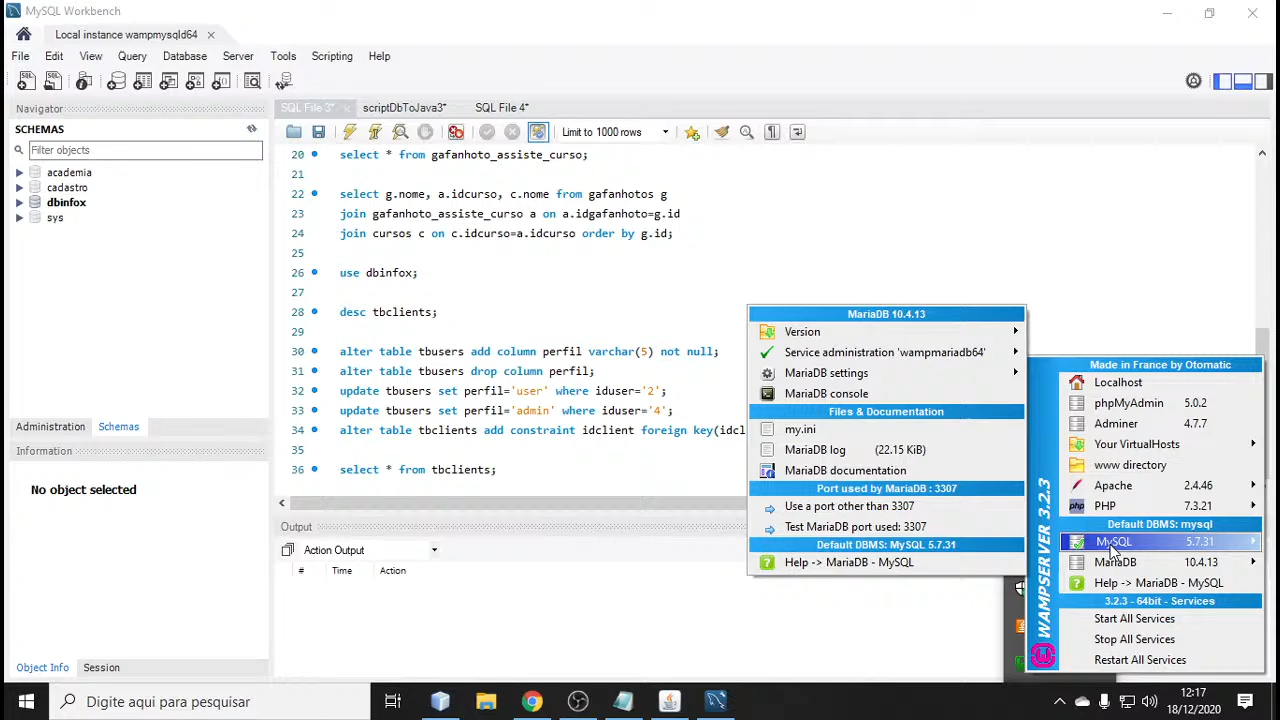 MySQL Workbench
Local instance wampmysqld64
File Edit View Query Database Server Tools Scripting Help
Navigator
SCHEMAS
Filter objects
academia
cadastro
dbinfox
sys
Administration Schemas
Information
No object selected
Object Info Session
SQL File 3* scriptDbToJava3* SQL File 4*
Limit to 1000 rows
20 select * from gafanhoto_assiste_curso;
21
22 select g.nome, a.idcurso, c.nome from gafanhotos g
23 join gafanhoto_assiste_curso a on a.idgafanhoto=g.id
24 join cursos c on c.idcurso=a.idcurso order by g.id;
25
26 use dbinfox;
27
28 desc tbclients;
29
30 alter table tbusers add column perfil varchar(5) not null;
31 alter table tbusers drop column perfil;
32 update tbusers set perfil='user' where iduser='2';
33 update tbusers set perfil='admin' where iduser='4';
34 alter table tbclients add constraint idclient foreign key(idcl
35
36 select * from tbclients;
Output
Action Output
# Time Action
MariaDB 10.4.13
Version
Service administration 'wampmariadb64'
MariaDB settings
MariaDB console
Files & Documentation
my.ini
MariaDB log (22.15 KiB)
MariaDB documentation
Port used by MariaDB : 3307
Use a port other than 3307
Test MariaDB port used: 3307
Default DBMS: MySQL 5.7.31
Help -> MariaDB - MySQL
WAMPSERVER 3.2.3
Made in France by Otomatic
Localhost
phpMyAdmin 5.0.2
Adminer 4.7.7
Your VirtualHosts
www directory
Apache 2.4.46
php PHP 7.3.21
Default DBMS: mysql
MySQL 5.7.31
MariaDB 10.4.13
Help -> MariaDB - MySQL
3.2.3 - 64bit - Services
Start All Services
Stop All Services
Restart All Services
Digite aqui para pesquisar
12:17
18/12/2020